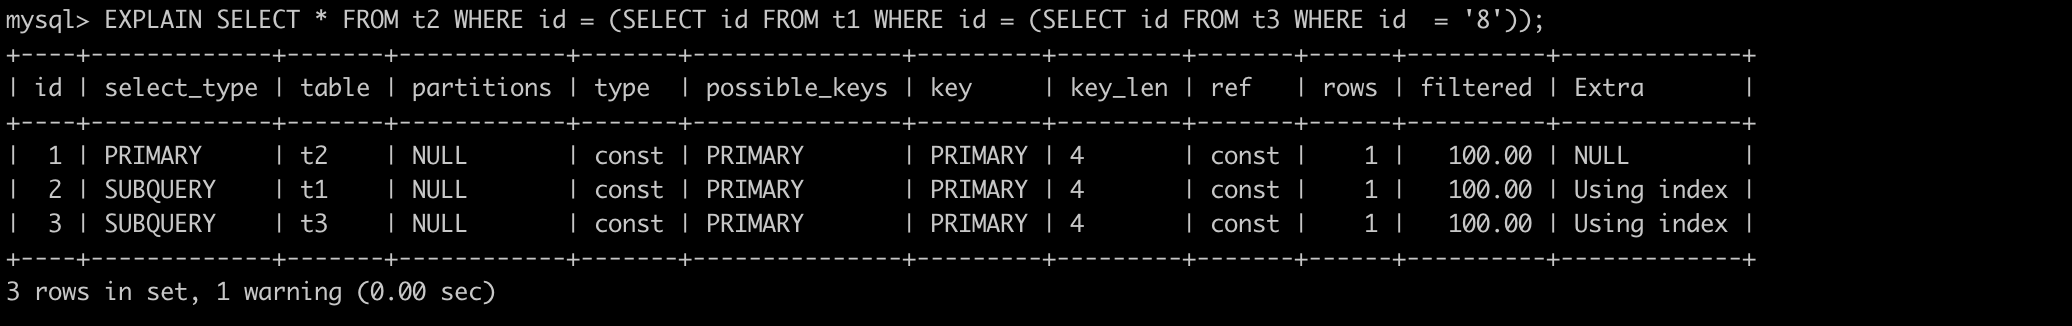 mysql> EXPLAIN SELECT * FROM t2 WHERE id = (SELECT id FROM t1 WHERE id = (SELECT id FROM t3 WHERE id  = '8'));
+----+-------------+-------+------------+-------+---------------+---------+---------+-------+------+----------+-------------+
| id | select_type | table | partitions | type  | possible_keys | key     | key_len | ref   | rows | filtered | Extra       |
+----+-------------+-------+------------+-------+---------------+---------+---------+-------+------+----------+-------------+
|  1 | PRIMARY     | t2    | NULL       | const | PRIMARY       | PRIMARY | 4       | const |    1 |   100.00 | NULL        |
|  2 | SUBQUERY    | t1    | NULL       | const | PRIMARY       | PRIMARY | 4       | const |    1 |   100.00 | Using index |
|  3 | SUBQUERY    | t3    | NULL       | const | PRIMARY       | PRIMARY | 4       | const |    1 |   100.00 | Using index |
+----+-------------+-------+------------+-------+---------------+---------+---------+-------+------+----------+-------------+
3 rows in set, 1 warning (0.00 sec)